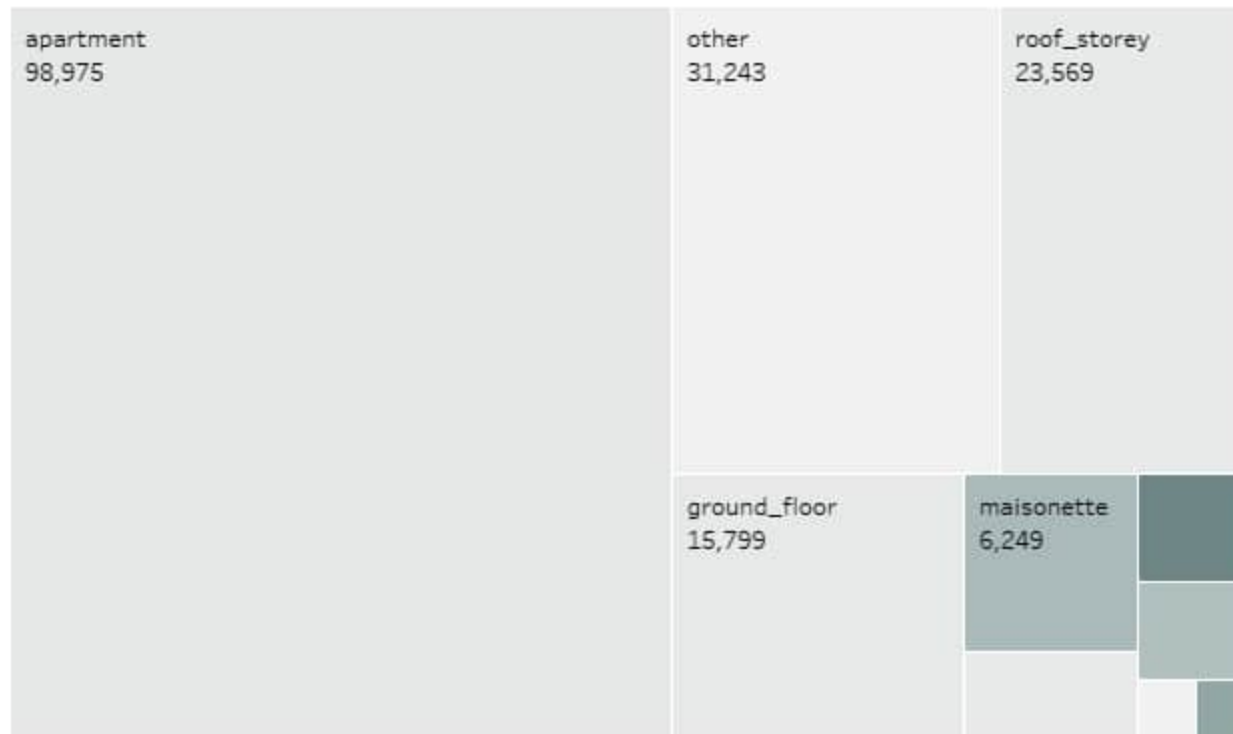 apartment
98,975
other
31,243
roof_storey
23,569
ground_floor
15,799
maisonette
6,249